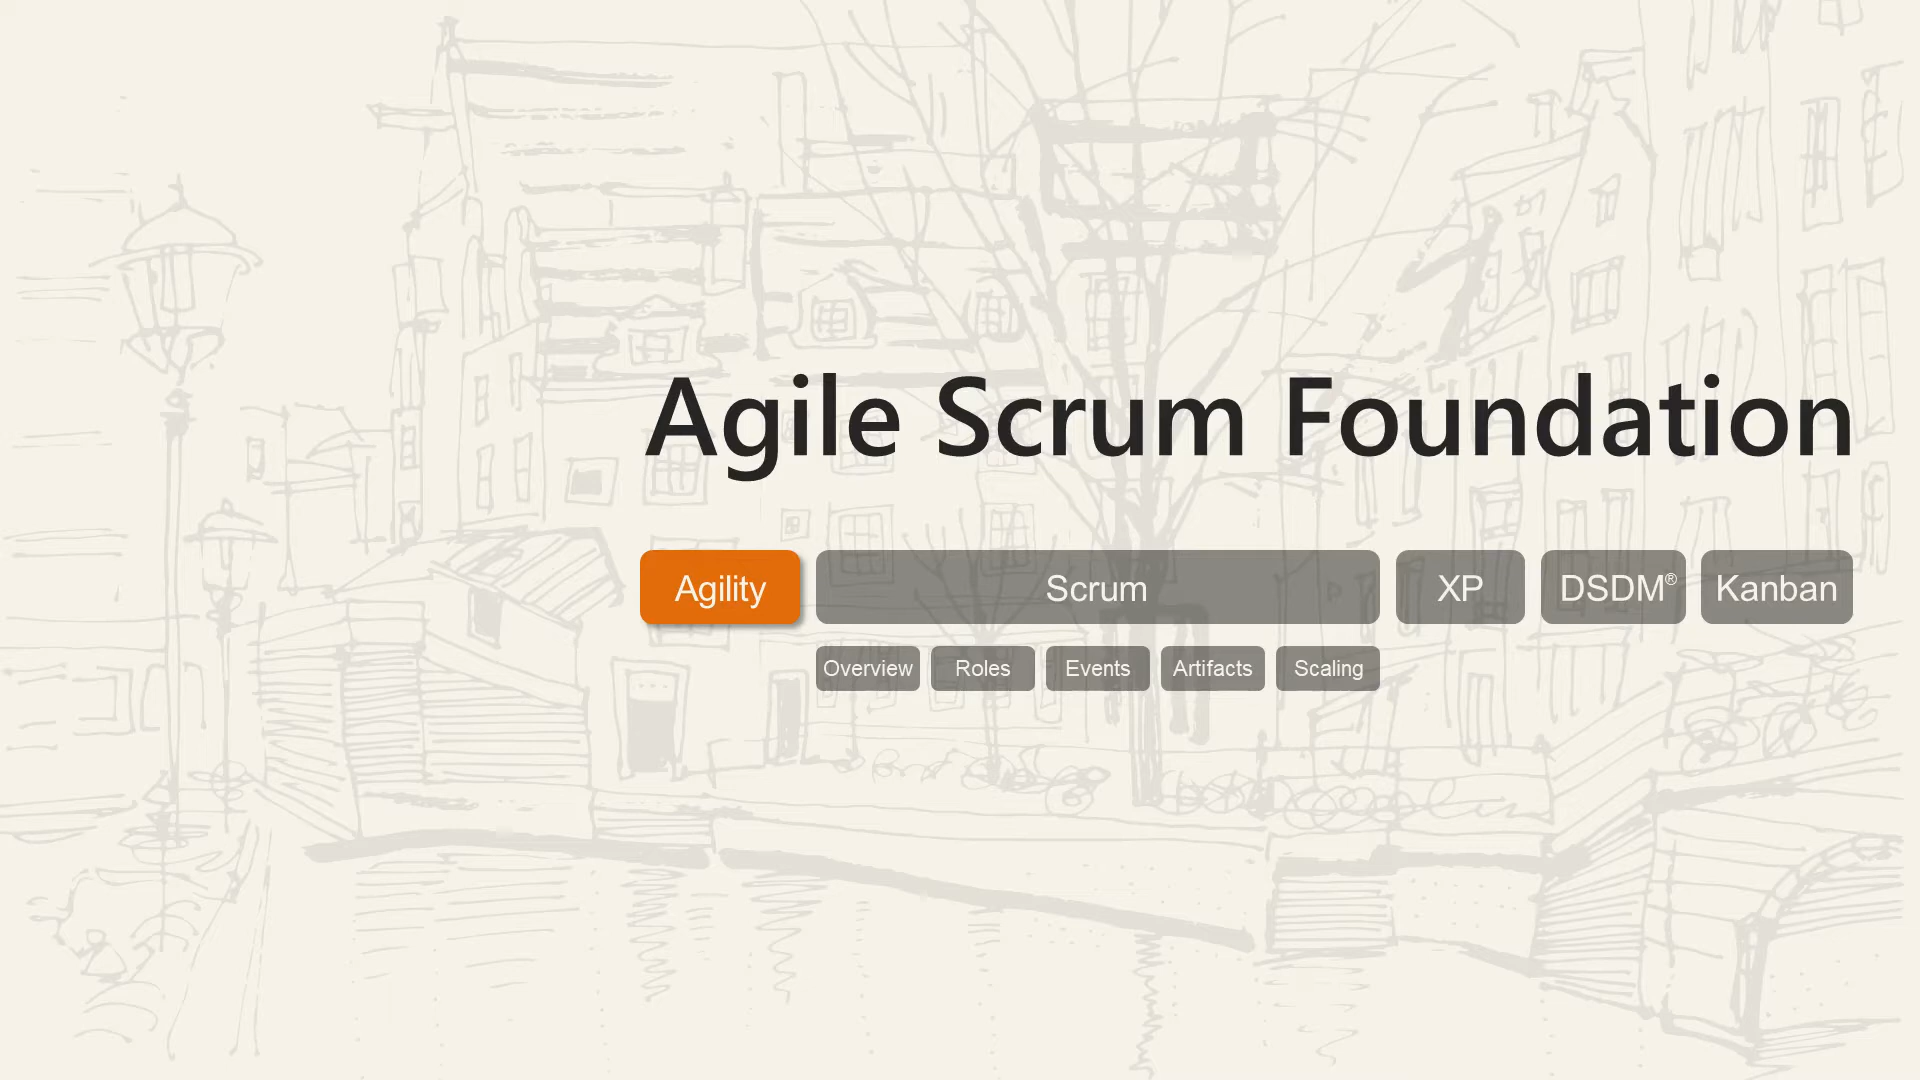 Agile Scrum Foundation
Agility Scrum XP DSDM® Kanban
Overview Roles Events Artifacts Scaling